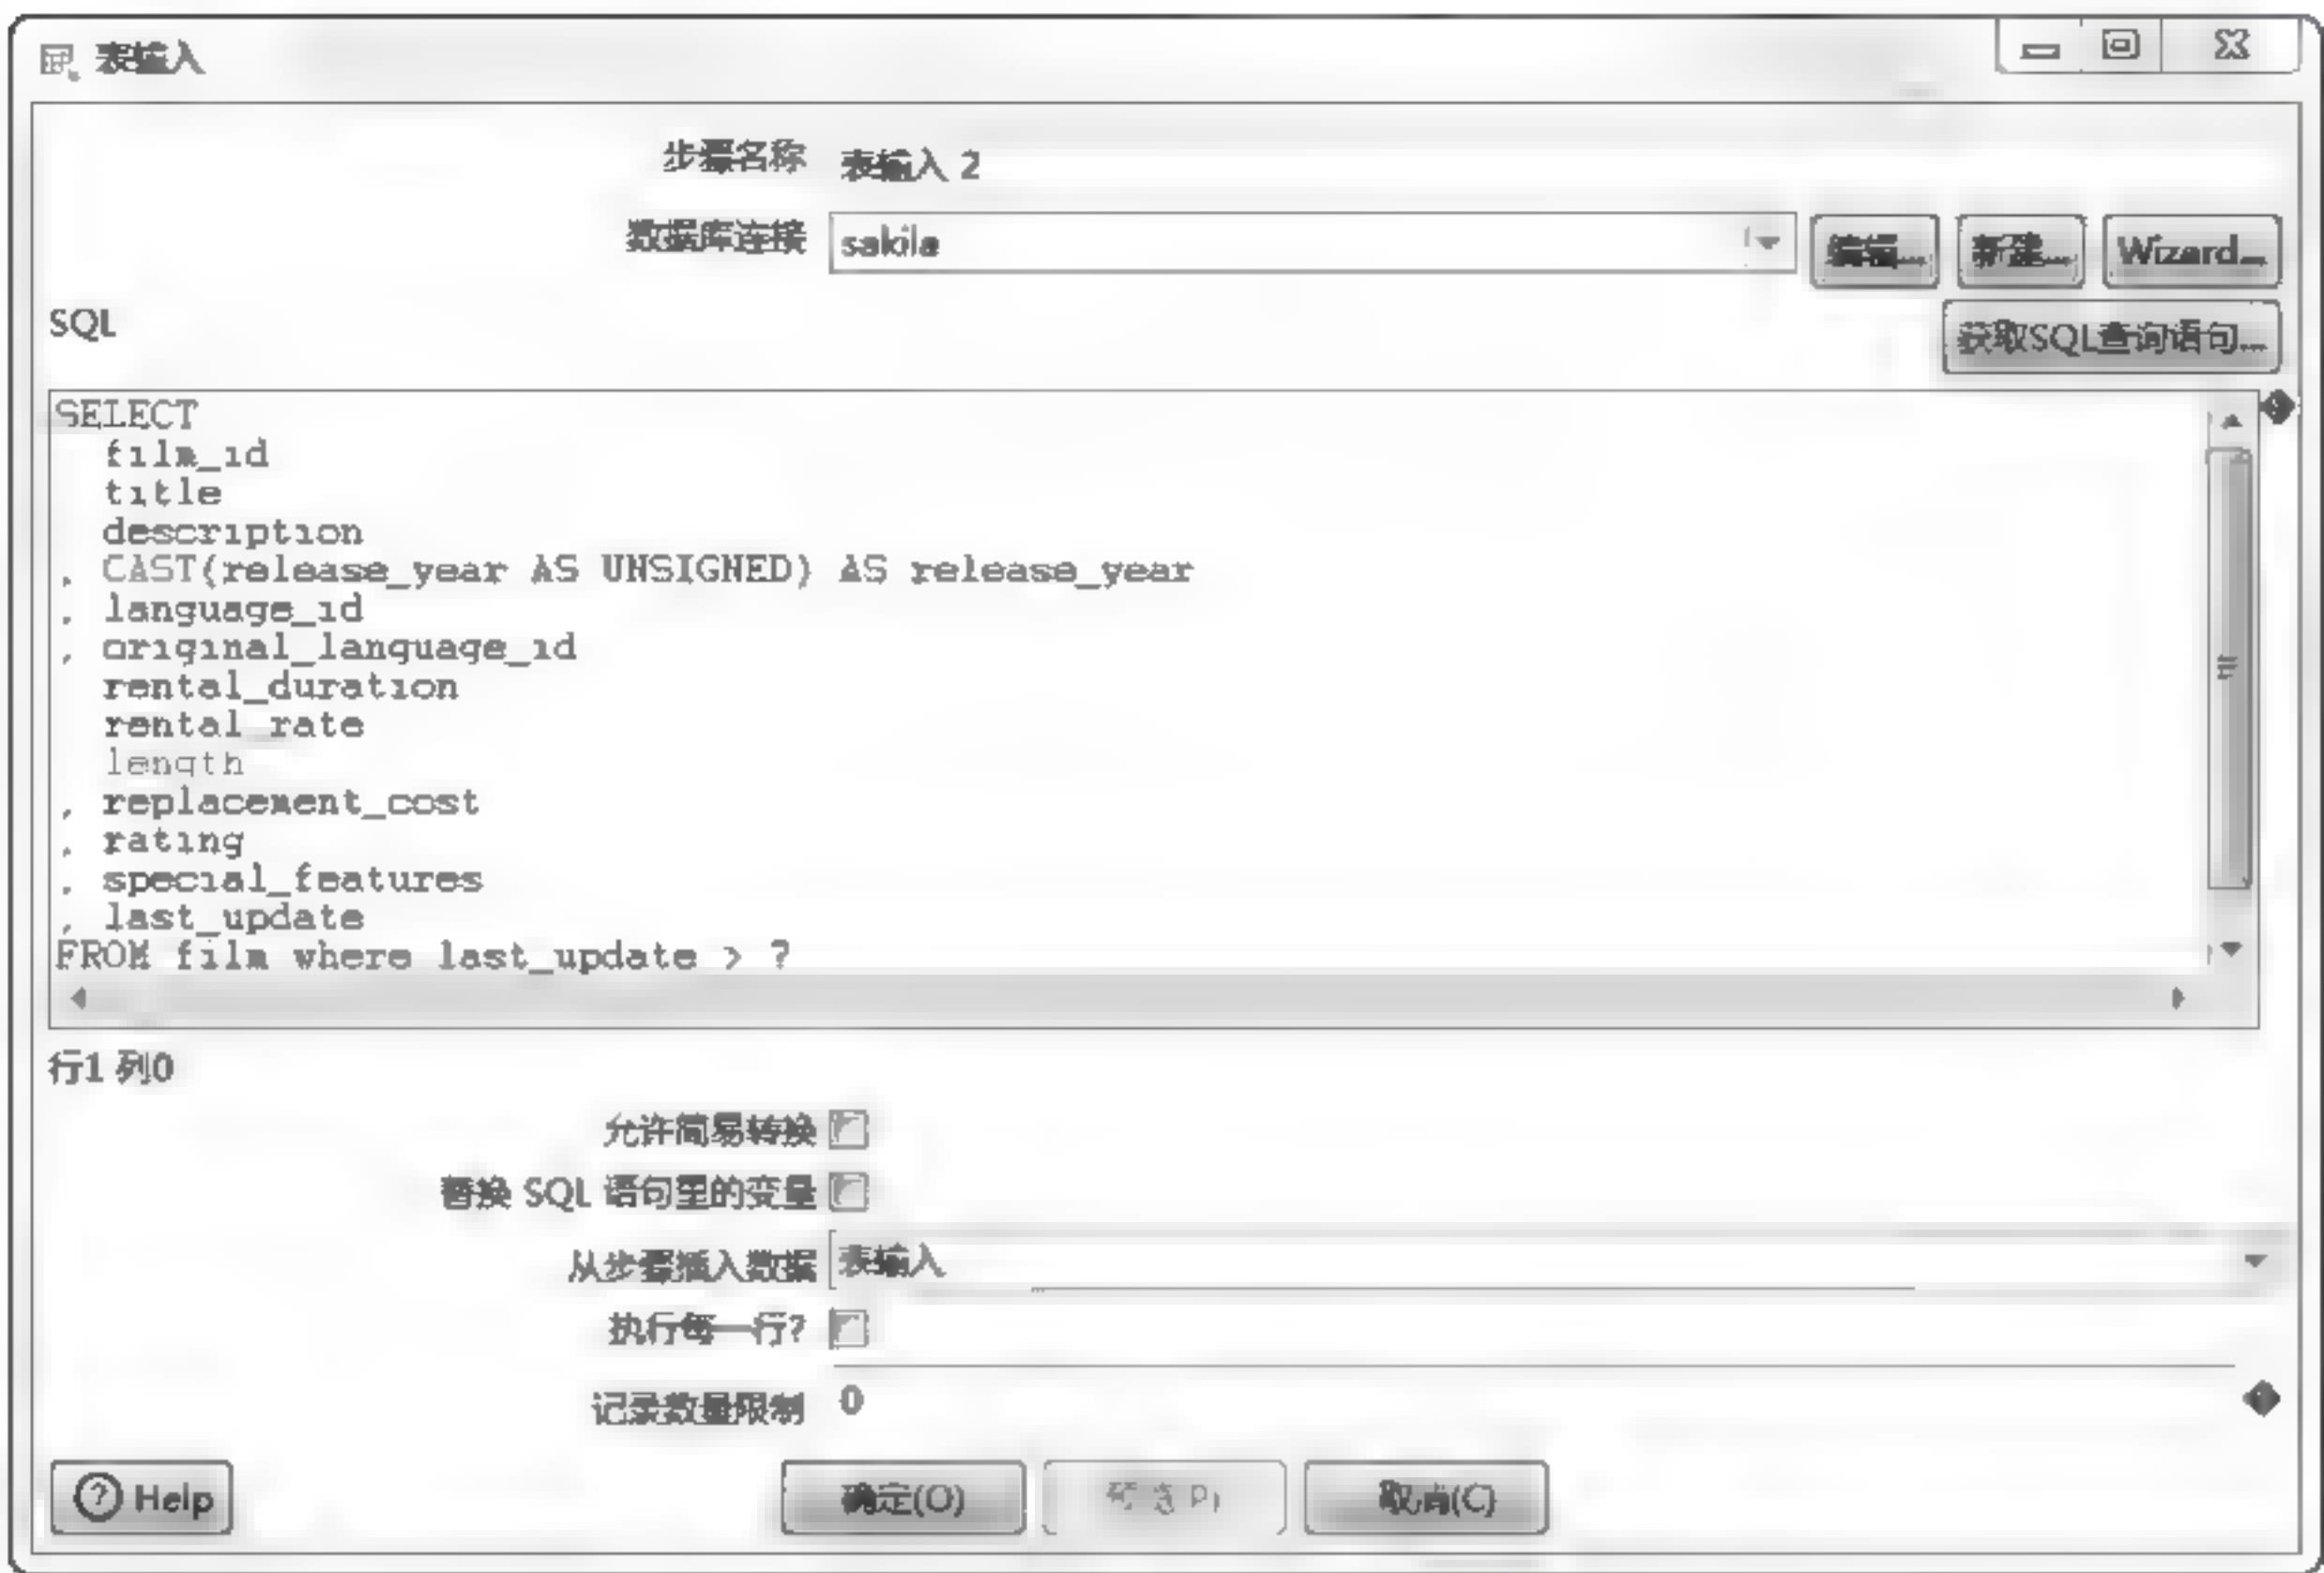 表输入
步骤名称 表输入 2
数据库连接 sakila 编辑... 新建... Wizard...
SQL 获取SQL查询语句...
SELECT
film_id
title
description
, CAST(release_year AS UNSIGNED) AS release_year
, language_id
, original_language_id
rental_duration
rental_rate
length
, replacement_cost
, rating
, special_features
, last_update
FROM film where last_update > ?
行1 列0
允许简易转换
替换 SQL 语句里的变量
从步骤插入数据 表输入
执行每一行?
记录数量限制 0
Help 确定(O) 取消(C)